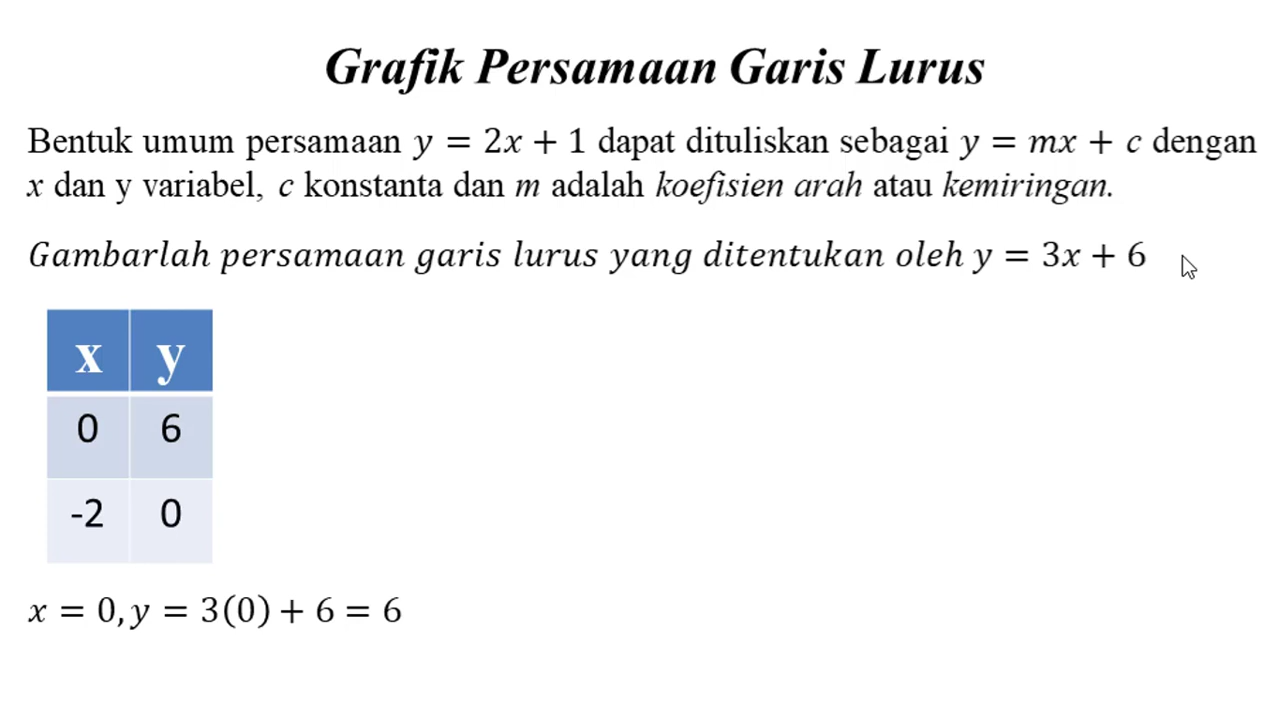 Grafik Persamaan Garis Lurus
Bentuk umum persamaan y = 2x + 1 dapat dituliskan sebagai y = mx + c dengan
x dan y variabel, c konstanta dan m adalah koefisien arah atau kemiringan.
Gambarlah persamaan garis lurus yang ditentukan oleh y = 3x + 6
x y
0 6
-2 0
x = 0, y = 3(0) + 6 = 6